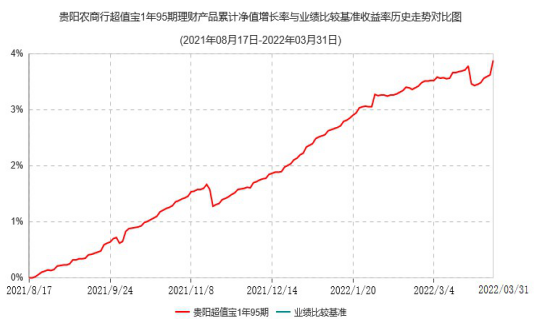 贵阳农商行超值宝1年95期理财产品累计净值增长率与业绩比较基准收益率历史走势对比图
(2021年08月17日-2022年03月31日)
4%
3%
2%
1%
0%
2021/8/17 2021/9/24 2021/11/8 2021/12/14 2022/1/20 2022/3/4 2022/03/31
贵阳超值宝1年95期 业绩比较基准